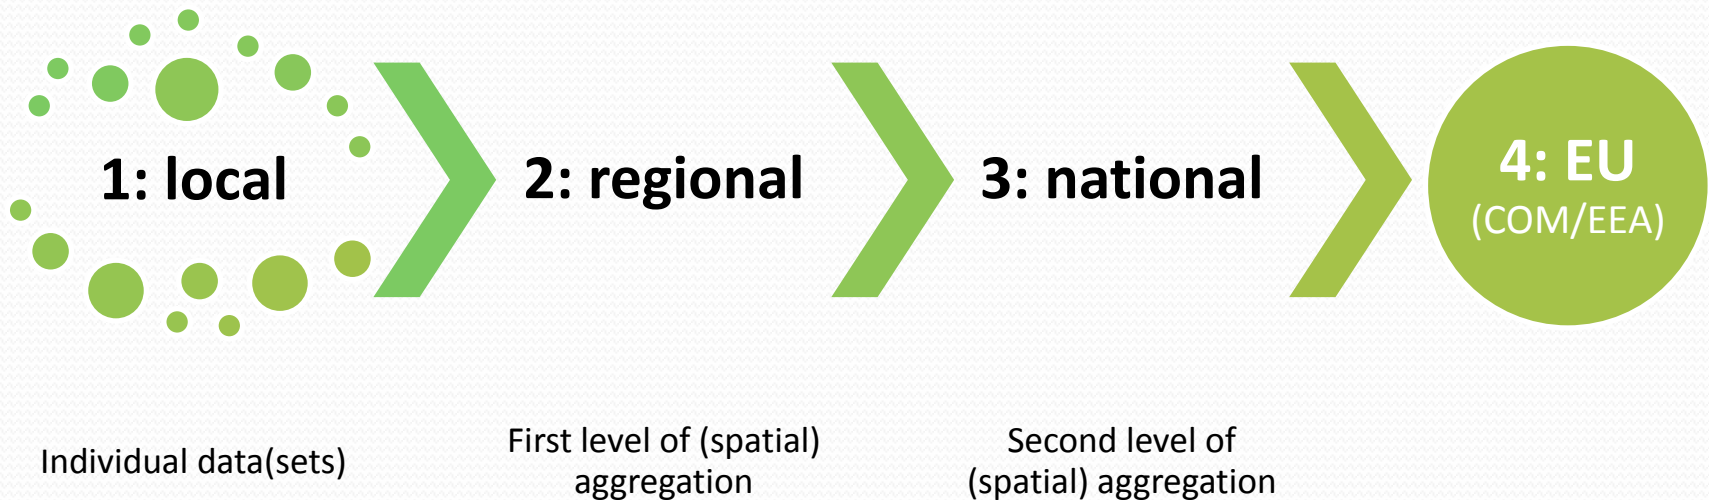 1: local
2: regional
3: national
4: EU
(COM/EEA)
Individual data(sets)
First level of (spatial)
aggregation
Second level of
(spatial) aggregation